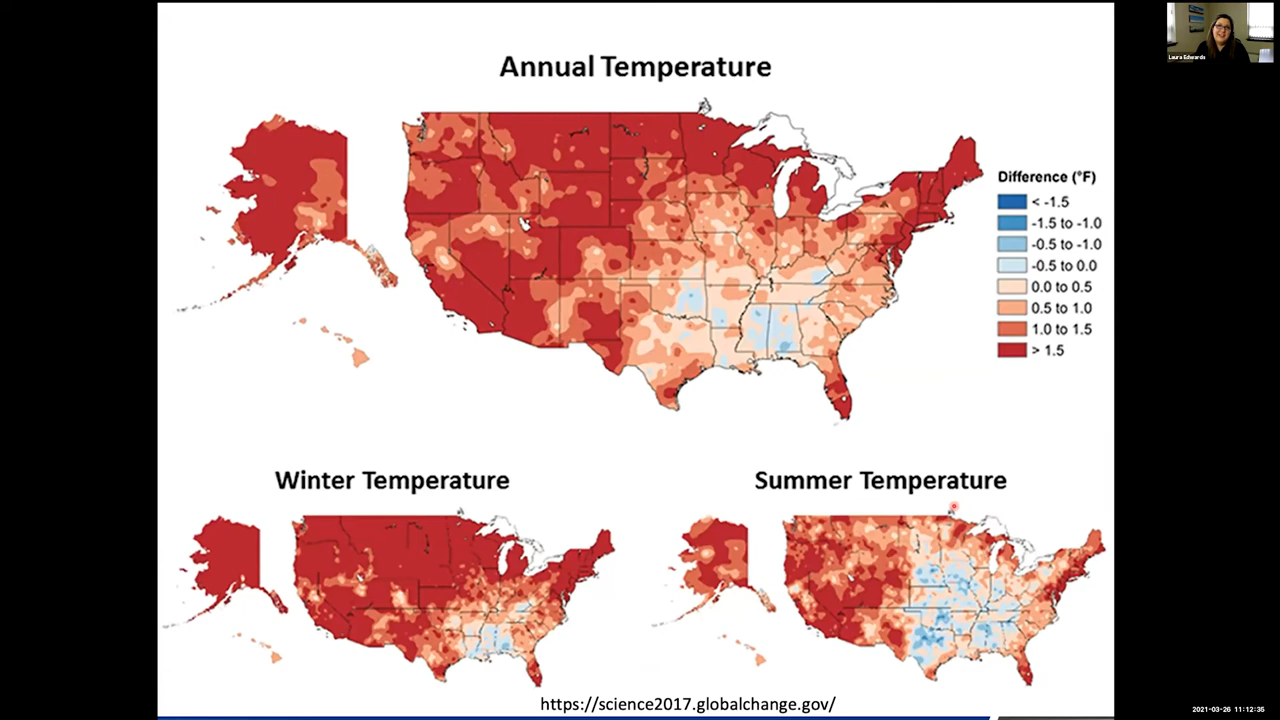 Laura Edwards
Annual Temperature
Difference (°F)
< -1.5
-1.5 to -1.0
-0.5 to -1.0
-0.5 to 0.0
0.0 to 0.5
0.5 to 1.0
1.0 to 1.5
> 1.5
Winter Temperature
Summer Temperature
https://science2017.globalchange.gov/
2021-03-26 11:12:35